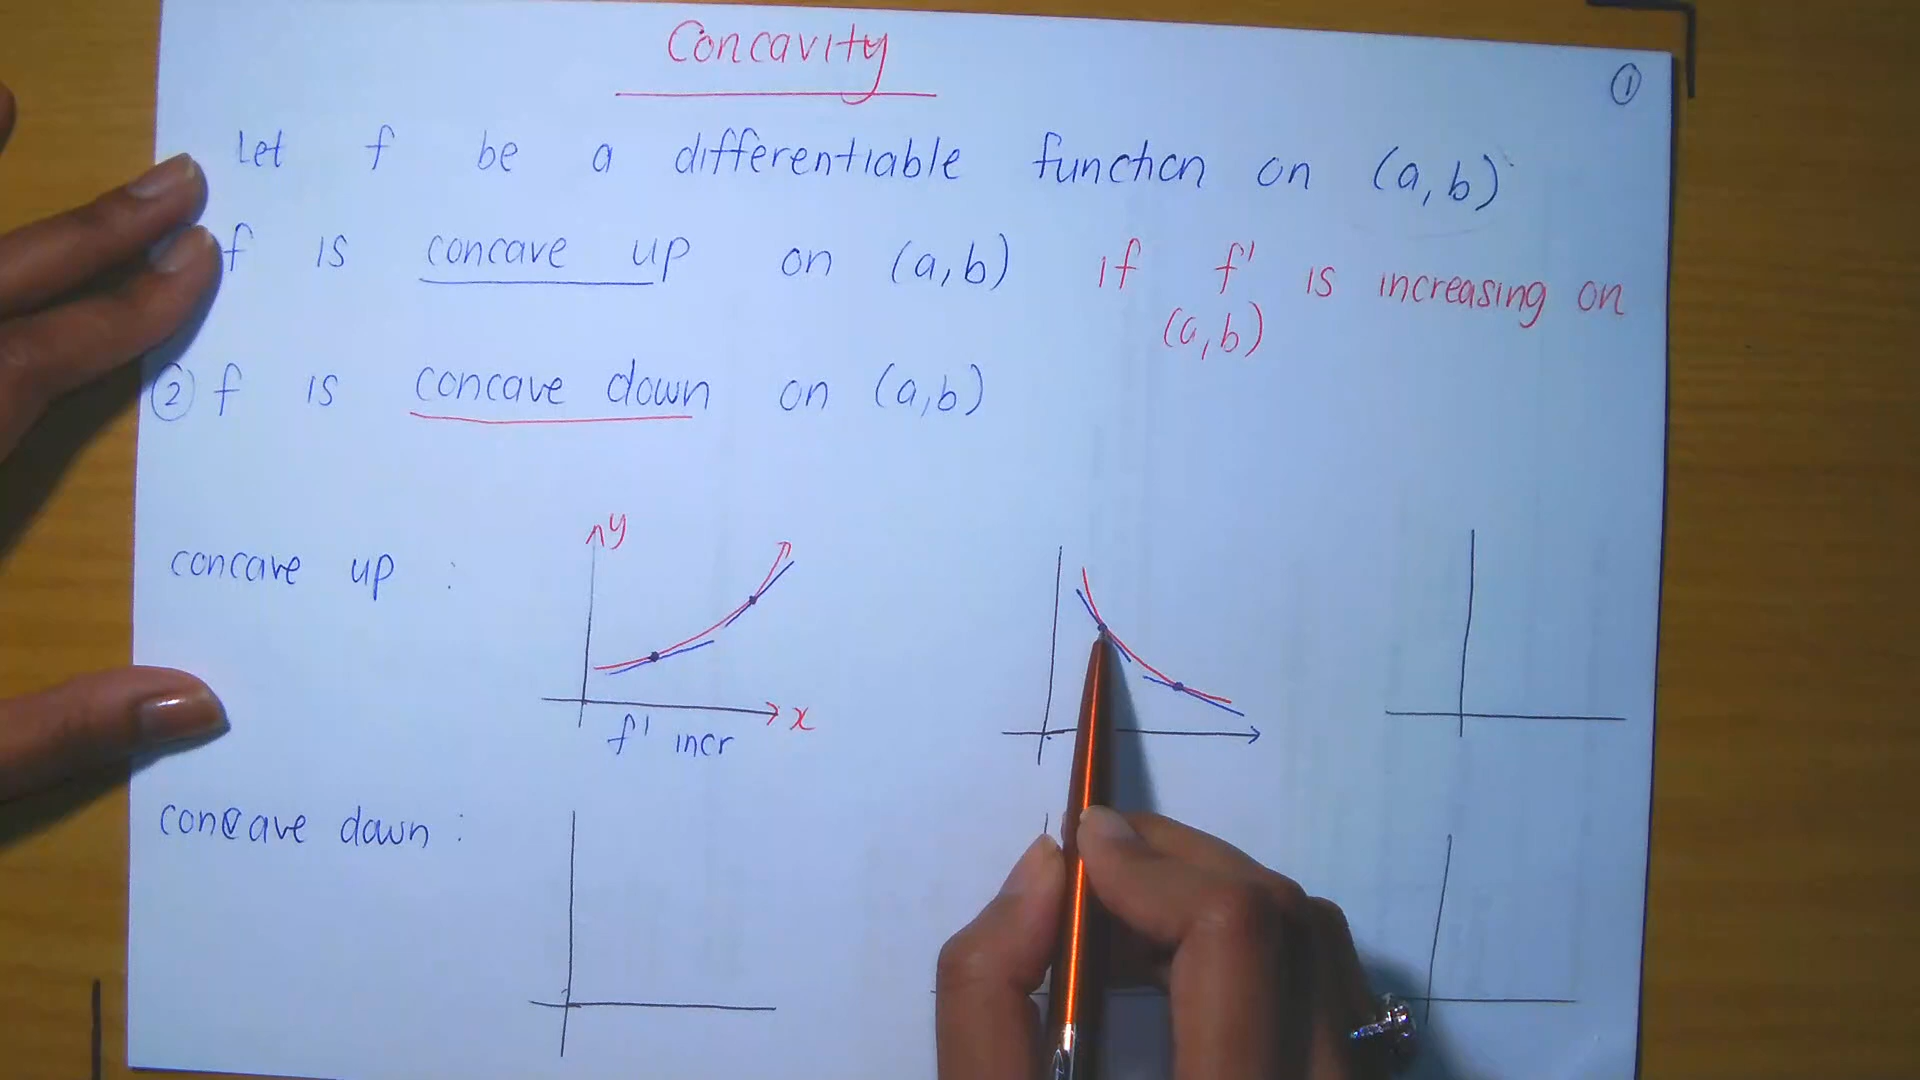 Concavity
①
Let f be a differentiable function on (a,b)
f is concave up on (a,b) if f' is increasing on
(a,b)
② f is concave down on (a,b)
concave up :
y
x
f' incr
concave down :